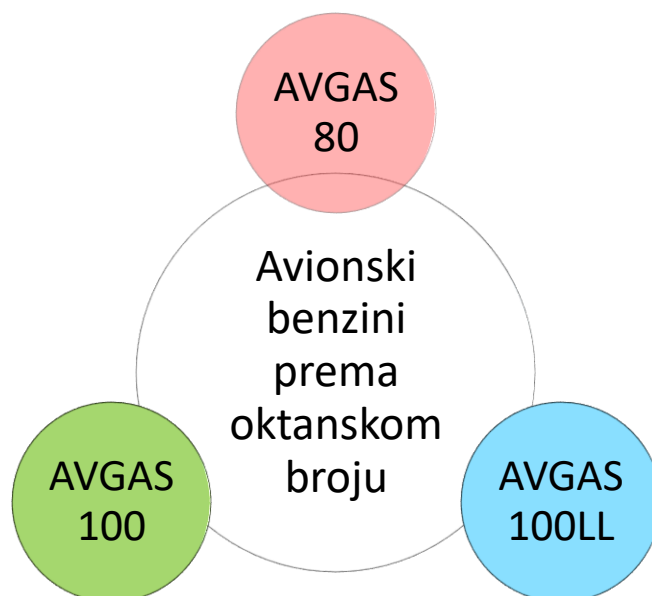 AVGAS
80
Avionski
benzini
prema
oktanskom
broju
AVGAS
100
AVGAS
100LL